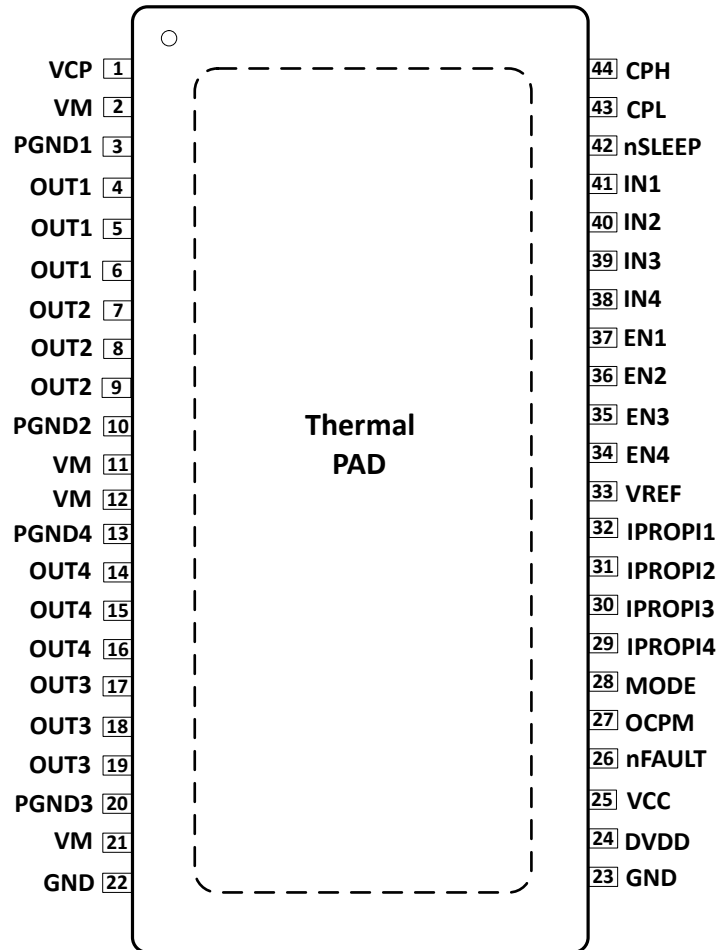 VCP 1
VM 2
PGND1 3
OUT1 4
OUT1 5
OUT1 6
OUT2 7
OUT2 8
OUT2 9
PGND2 10
VM 11
VM 12
PGND4 13
OUT4 14
OUT4 15
OUT4 16
OUT3 17
OUT3 18
OUT3 19
PGND3 20
VM 21
GND 22
Thermal
PAD
44 CPH
43 CPL
42 nSLEEP
41 IN1
40 IN2
39 IN3
38 IN4
37 EN1
36 EN2
35 EN3
34 EN4
33 VREF
32 IPROPI1
31 IPROPI2
30 IPROPI3
29 IPROPI4
28 MODE
27 OCPM
26 nFAULT
25 VCC
24 DVDD
23 GND